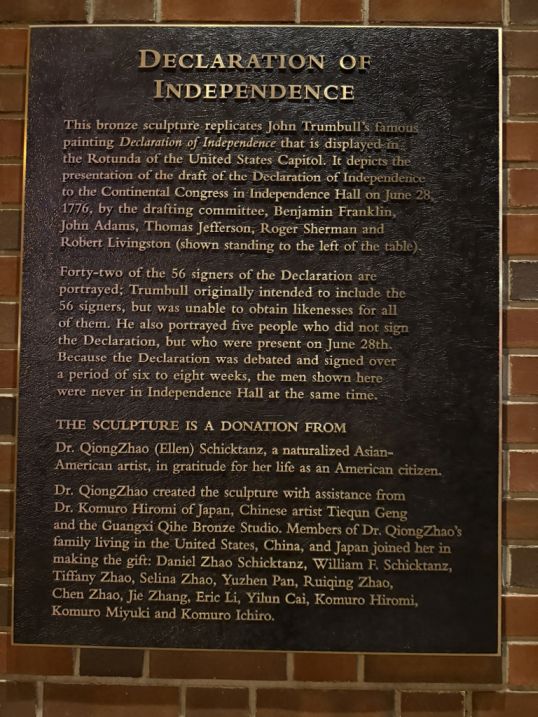 DECLARATION OF
INDEPENDENCE
This bronze sculpture replicates John Trumbull's famous
painting Declaration of Independence that is displayed in
the Rotunda of the United States Capitol. It depicts the
presentation of the draft of the Declaration of Independence
to the Continental Congress in Independence Hall on June 28,
1776, by the drafting committee, Benjamin Franklin,
John Adams, Thomas Jefferson, Roger Sherman and
Robert Livingston (shown standing to the left of the table).
Forty-two of the 56 signers of the Declaration are
portrayed; Trumbull originally intended to include the
56 signers, but was unable to obtain likenesses for all
of them. He also portrayed five people who did not sign
the Declaration, but who were present on June 28th.
Because the Declaration was debated and signed over
a period of six to eight weeks, the men shown here
were never in Independence Hall at the same time.
THE SCULPTURE IS A DONATION FROM
Dr. QiongZhao (Ellen) Schicktanz, a naturalized Asian-
American artist, in gratitude for her life as an American citizen.
Dr. QiongZhao created the sculpture with assistance from
Dr. Komuro Hiromi of Japan, Chinese artist Tiequn Geng
and the Guangxi Qihe Bronze Studio. Members of Dr. QiongZhao's
family living in the United States, China, and Japan joined her in
making the gift: Daniel Zhao Schicktanz, William F. Schicktanz,
Tiffany Zhao, Selina Zhao, Yuzhen Pan, Ruiqing Zhao,
Chen Zhao, Jie Zhang, Eric Li, Yilun Cai, Komuro Hiromi,
Komuro Miyuki and Komuro Ichiro.